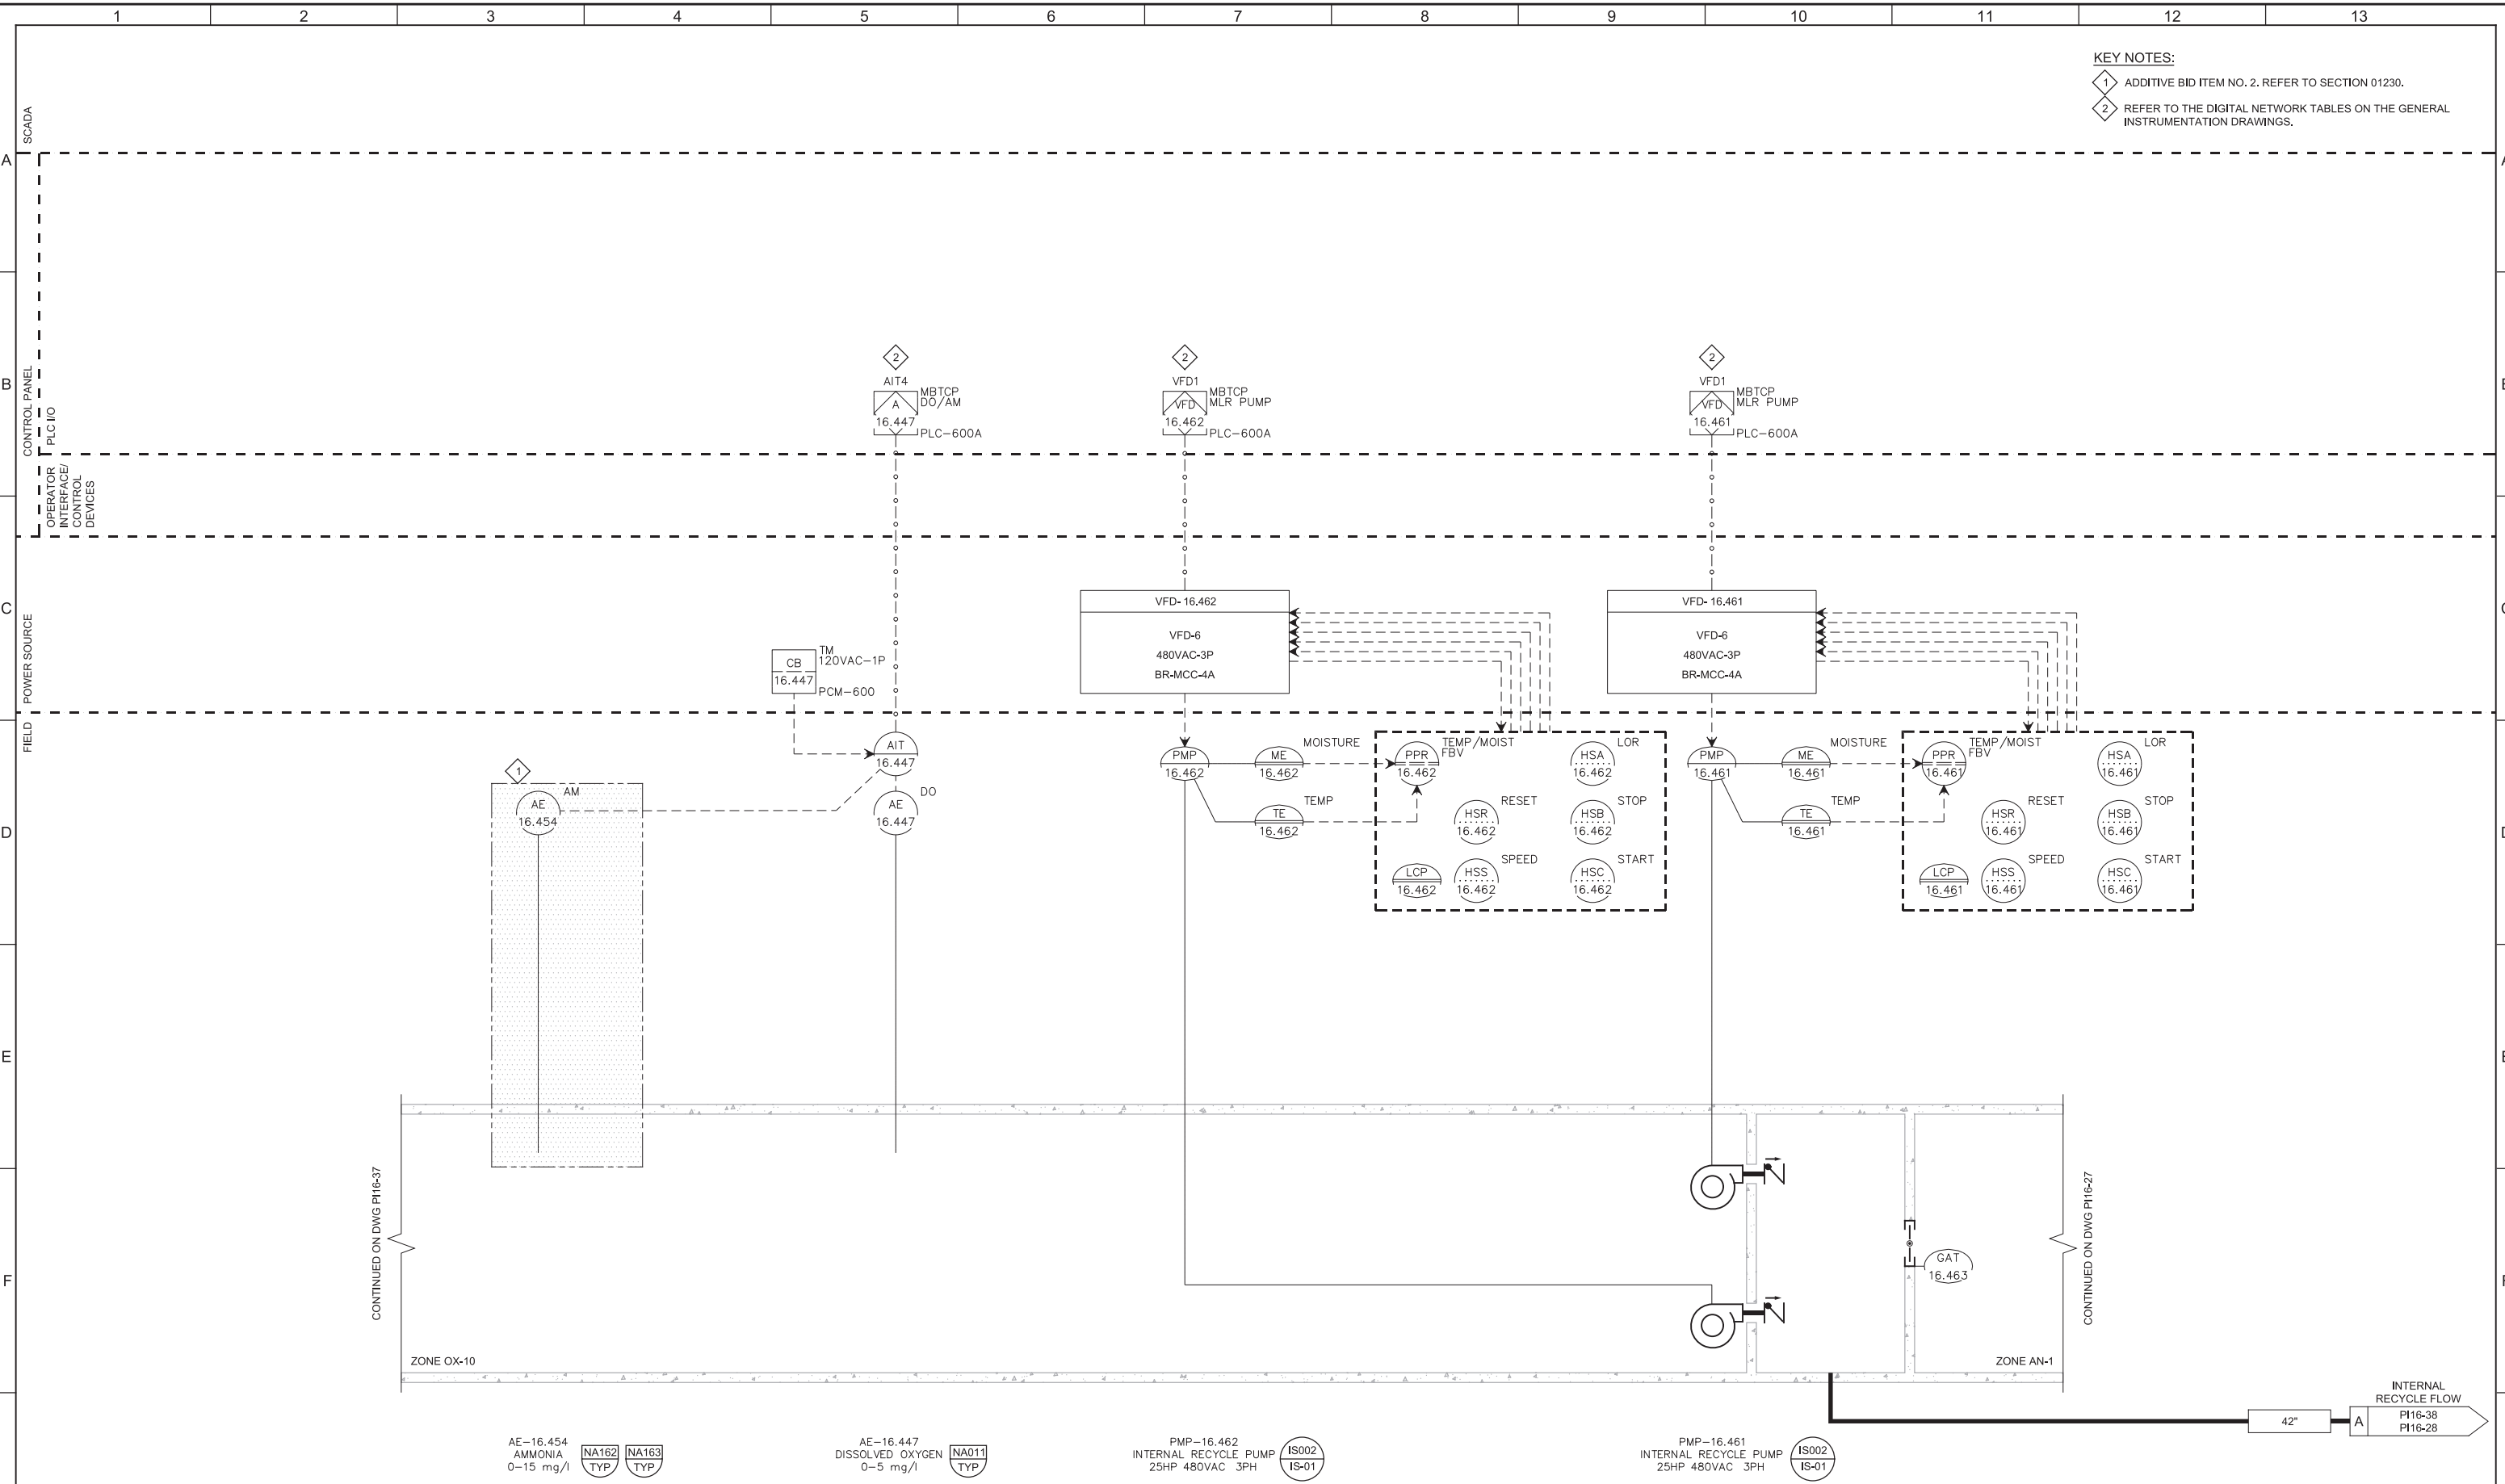 1 2 3 4 5 6 7 8 9 10 11 12 13
KEY NOTES:
1 ADDITIVE BID ITEM NO. 2. REFER TO SECTION 01230.
2 REFER TO THE DIGITAL NETWORK TABLES ON THE GENERAL
INSTRUMENTATION DRAWINGS.
A
B
C
D
E
F
SCADA
CONTROL PANEL
PLC I/O
OPERATOR
INTERFACE/
CONTROL
DEVICES
POWER SOURCE
FIELD
2
AIT4
A
16.447
MBTCP
DO/AM
PLC-600A
2
VFD1
VFD
16.462
MBTCP
MLR PUMP
PLC-600A
2
VFD1
VFD
16.461
MBTCP
MLR PUMP
PLC-600A
CB
16.447
TM
120VAC-1P
PCM-600
VFD- 16.462
VFD-6
480VAC-3P
BR-MCC-4A
VFD- 16.461
VFD-6
480VAC-3P
BR-MCC-4A
1
AE
16.454
AM
AIT
16.447
AE
16.447
DO
PMP
16.462
ME
16.462
MOISTURE
TE
16.462
TEMP
PPR
16.462
TEMP/MOIST
FBV
HSA
16.462
LOR
HSR
16.462
RESET
HSB
16.462
STOP
LCP
16.462
HSS
16.462
SPEED
HSC
16.462
START
PMP
16.461
ME
16.461
MOISTURE
TE
16.461
TEMP
PPR
16.461
TEMP/MOIST
FBV
HSA
16.461
LOR
HSR
16.461
RESET
HSB
16.461
STOP
LCP
16.461
HSS
16.461
SPEED
HSC
16.461
START
CONTINUED ON DWG PI16-37
ZONE OX-10
GAT
16.463
ZONE AN-1
CONTINUED ON DWG PI16-27
INTERNAL
RECYCLE FLOW
42"
A
PI16-38
PI16-28
AE-16.454
AMMONIA
0-15 mg/l
NA162
TYP
NA163
TYP
AE-16.447
DISSOLVED OXYGEN
0-5 mg/l
NA011
TYP
PMP-16.462
INTERNAL RECYCLE PUMP
25HP 480VAC 3PH
IS002
IS-01
PMP-16.461
INTERNAL RECYCLE PUMP
25HP 480VAC 3PH
IS002
IS-01